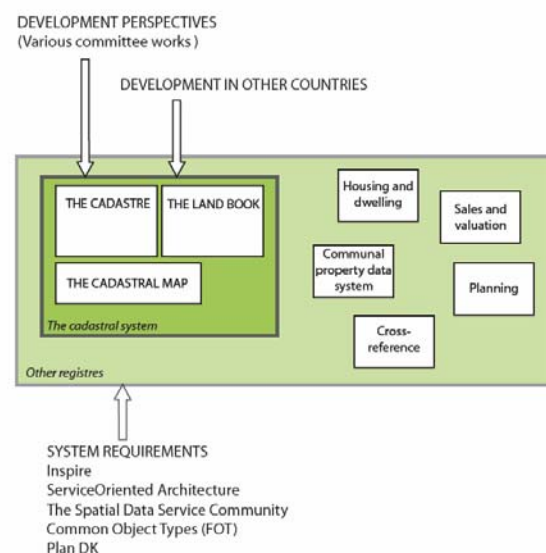 DEVELOPMENT PERSPECTIVES
(Various committee works )
DEVELOPMENT IN OTHER COUNTRIES
THE CADASTRE
THE LAND BOOK
THE CADASTRAL MAP
The cadastral system
Housing and
dwelling
Sales and
valuation
Communal
property data
system
Planning
Cross-
reference
Other registres
SYSTEM REQUIREMENTS
Inspire
ServiceOriented Architecture
The Spatial Data Service Community
Common Object Types (FOT)
Plan DK